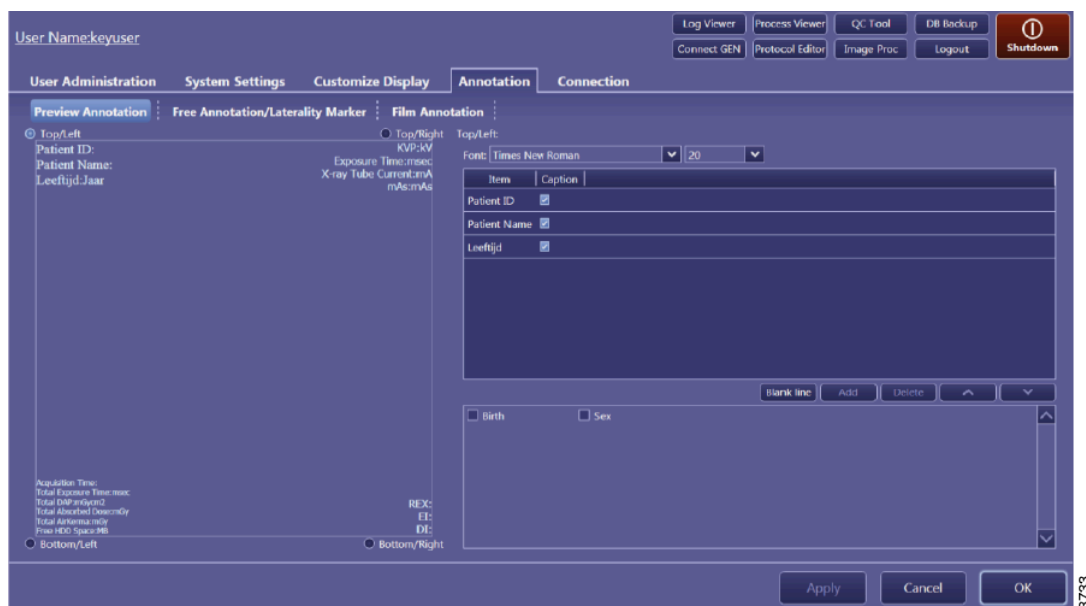 User Name:keyuser
Log Viewer Process Viewer QC Tool DB Backup
Connect GEN Protocol Editor Image Proc Logout Shutdown
User Administration System Settings Customize Display Annotation Connection
Preview Annotation Free Annotation/Laterality Marker Film Annotation
Top/Left Top/Right Top/Left:
Patient ID:
Patient Name:
Leeftijd:Jaar
KVP:kV
Exposure Time:msec
X-ray Tube Current:mA
mAs:mAs
Font: Times New Roman 20
Item Caption
Patient ID
Patient Name
Leeftijd
Blank line Add Delete
Birth Sex
Acquisition Time:
Total Exposure Time:msec
Total DAP:mGycm2
Total Absorbed Dose:mGy
Total AirKerma:mGy
Free HDD Space:MB
REX:
EI:
DI:
Bottom/Left Bottom/Right
Apply Cancel OK